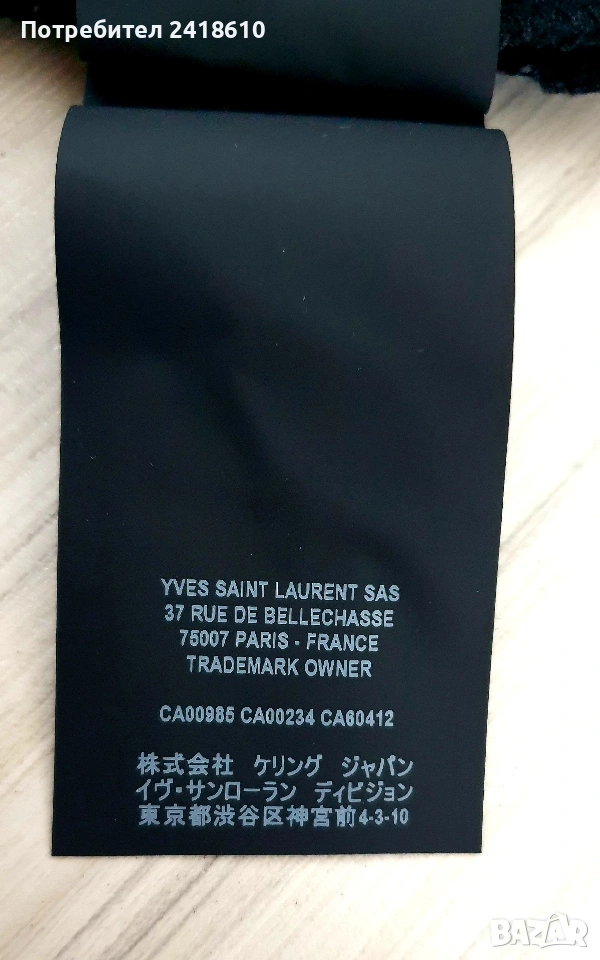 Потребител 2418610
YVES SAINT LAURENT SAS
37 RUE DE BELLECHASSE
75007 PARIS - FRANCE
TRADEMARK OWNER
CA00985 CA00234 CA60412
株式会社 ケリング ジャパン
イヴ・サンローラン ディビジョン
東京都渋谷区神宮前4-3-10
BAZAR